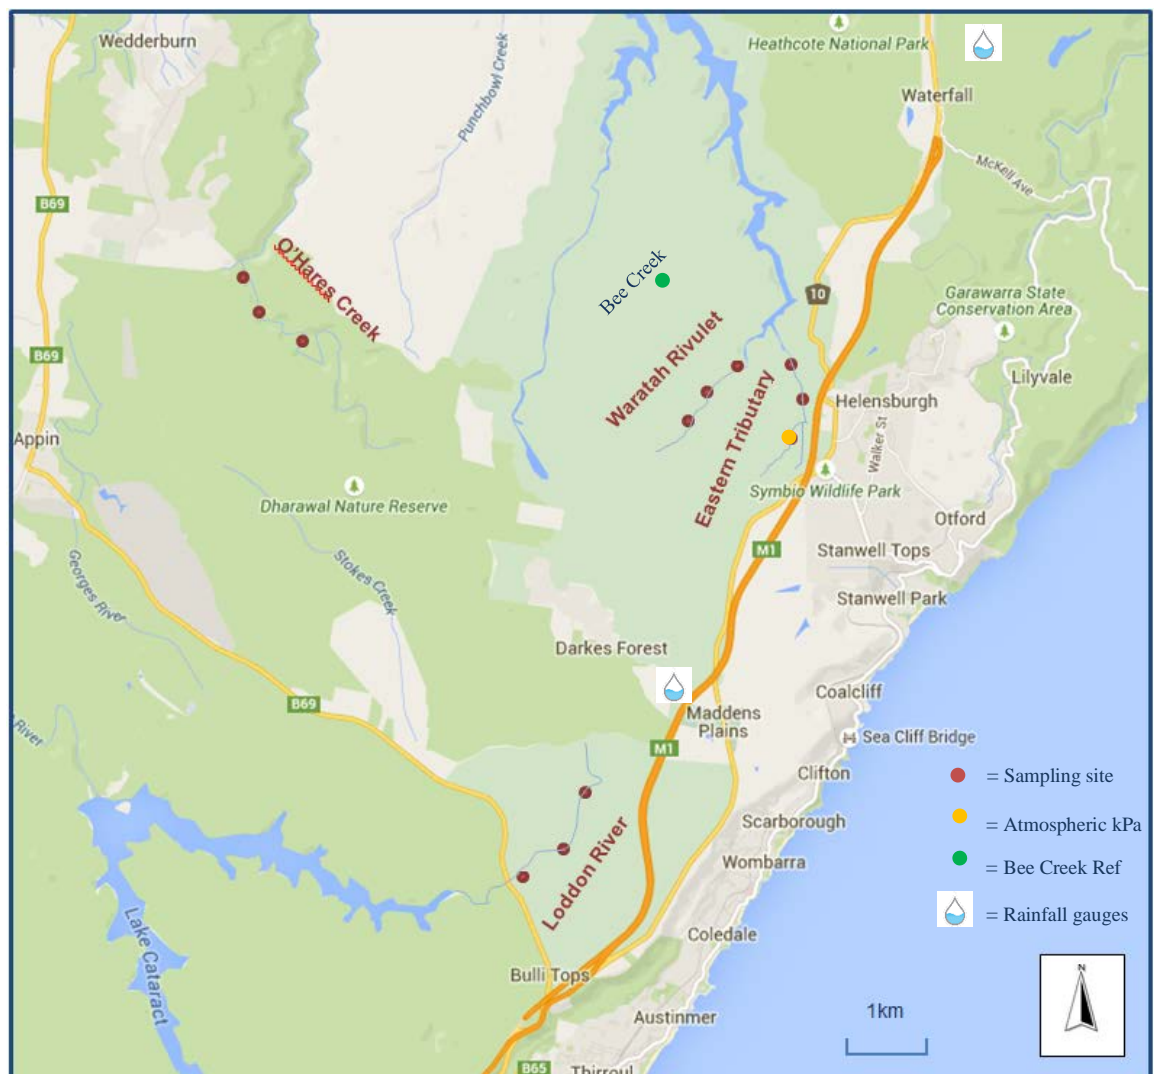 Wedderburn
Heathcote National Park
Punchbowl Creek
Waterfall
McKell Ave
B69
O'Hares Creek
Bee Creek
10
Garawarra State
Conservation Area
B69
Waratah Rivulet
Lilyvale
Eastern Tributary
Helensburgh
Walker St
Appin
Symbio Wildlife Park
Dharawal Nature Reserve
Otford
M1
Stanwell Tops
Georges River
Stokes Creek
Stanwell Park
Darkes Forest
Coalcliff
B69
Maddens
Plains
River
Sea Cliff Bridge
M1
Clifton
= Sampling site
Scarborough
= Atmospheric kPa
Loddon River
Wombarra
= Bee Creek Ref
= Rainfall gauges
Lake Cataract
Coledale
Bulli Tops
N
1km
Austinmer
B65
Thirroul